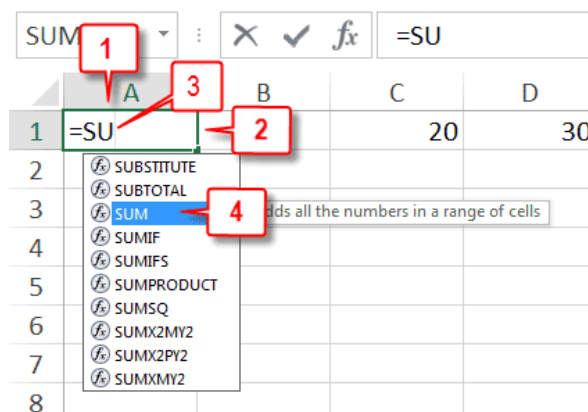 SUM fx =SU
1
A 3 B C D
1 =SU 2 20 30
2 SUBSTITUTE
SUBTOTAL
3 SUM 4 dds all the numbers in a range of cells
4 SUMIF
SUMIFS
5 SUMPRODUCT
SUMSQ
6 SUMX2MY2
7 SUMX2PY2
SUMXMY2
8